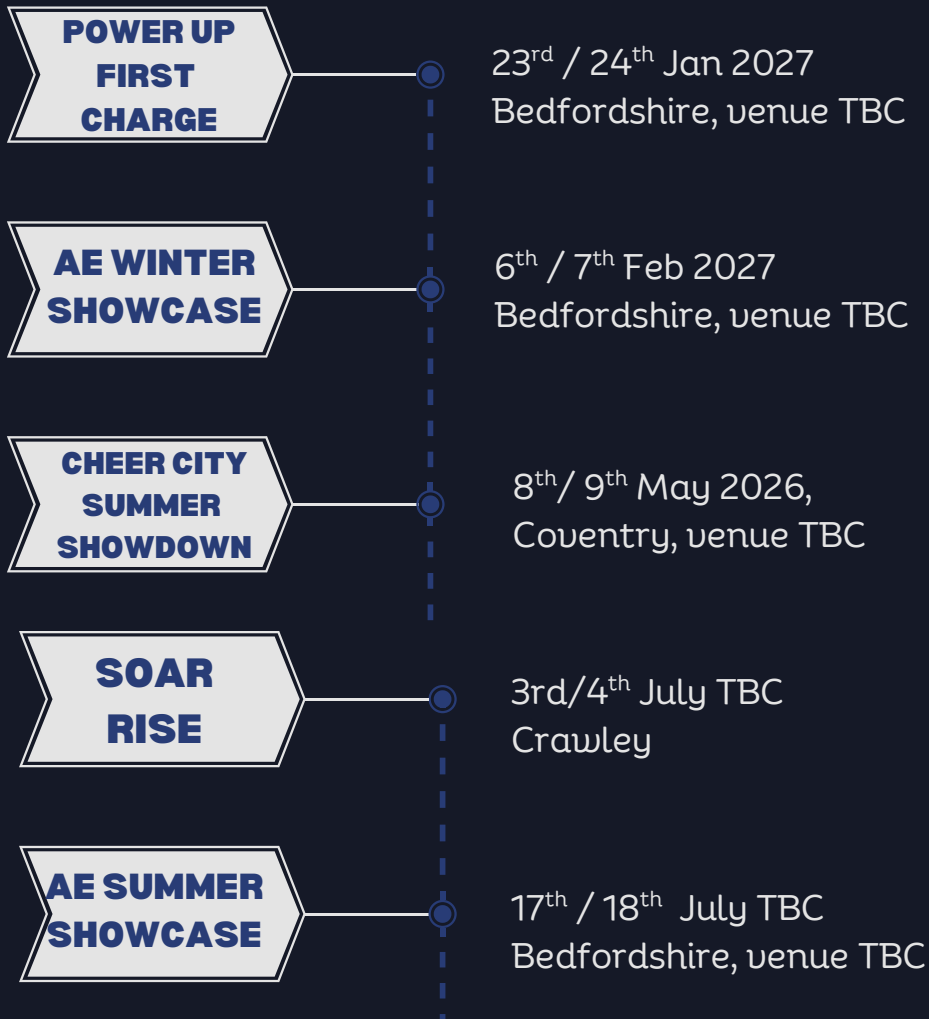 POWER UP
FIRST
CHARGE
23rd / 24th Jan 2027
Bedfordshire, venue TBC
AE WINTER
SHOWCASE
6th / 7th Feb 2027
Bedfordshire, venue TBC
CHEER CITY
SUMMER
SHOWDOWN
8th/ 9th May 2026,
Coventry, venue TBC
SOAR
RISE
3rd/4th July TBC
Crawley
AE SUMMER
SHOWCASE
17th / 18th July TBC
Bedfordshire, venue TBC